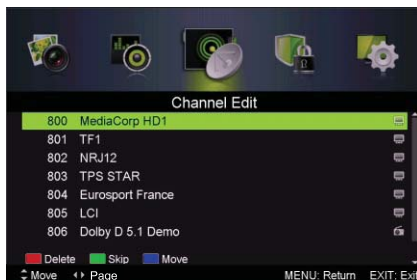 Channel Edit
800 MediaCorp HD1
801 TF1
802 NRJ12
803 TPS STAR
804 Eurosport France
805 LCI
806 Dolby D 5.1 Demo
Delete Skip Move
Move Page MENU: Return EXIT: Exit